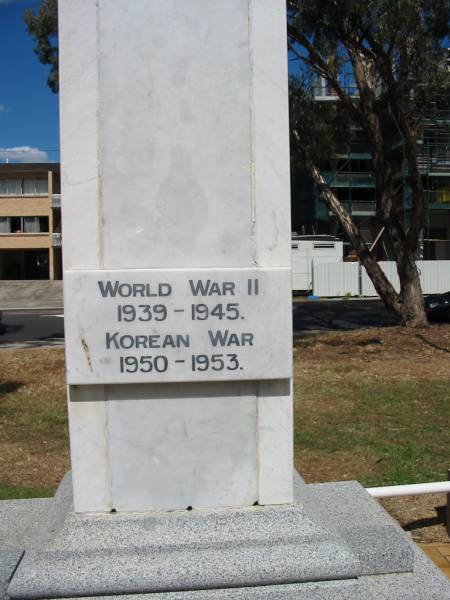 World War II
1939 - 1945.
Korean War
1950 - 1953.